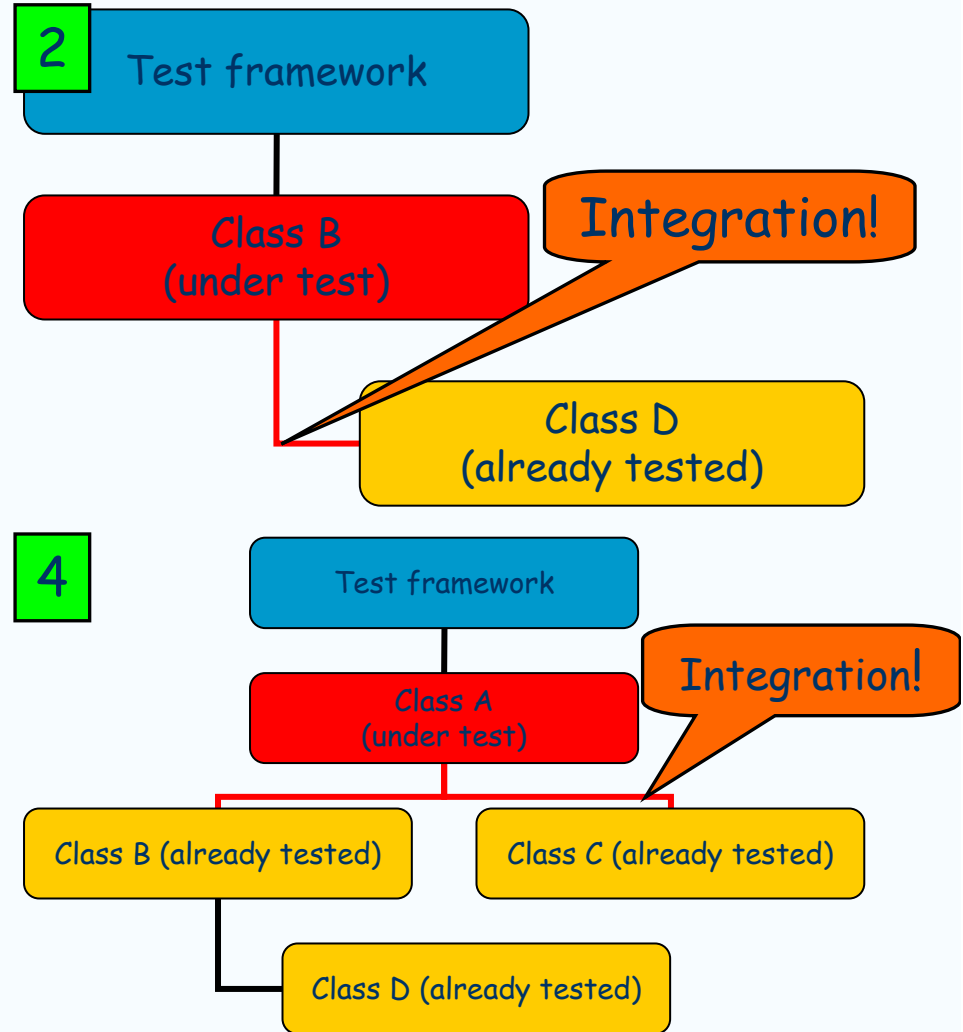 2
Test framework
Class B
(under test)
Integration!
Class D
(already tested)
4
Test framework
Class A
(under test)
Integration!
Class B (already tested)
Class C (already tested)
Class D (already tested)